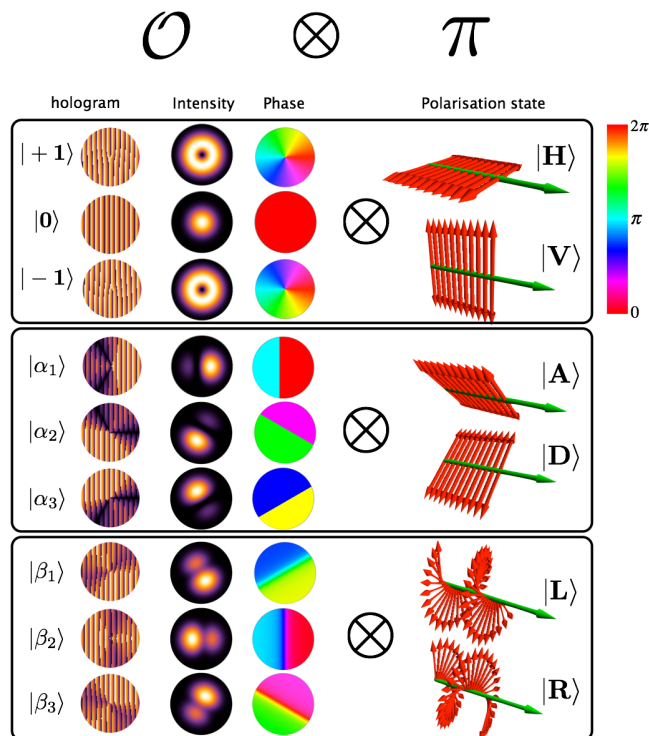 𝒪 ⊗ π
hologram Intensity Phase Polarisation state
|+1⟩ |H⟩ 2π
|0⟩ ⊗ |V⟩ π
|−1⟩ 0
|α₁⟩ |A⟩
|α₂⟩ ⊗ |D⟩
|α₃⟩
|β₁⟩ |L⟩
|β₂⟩ ⊗
|β₃⟩ |R⟩